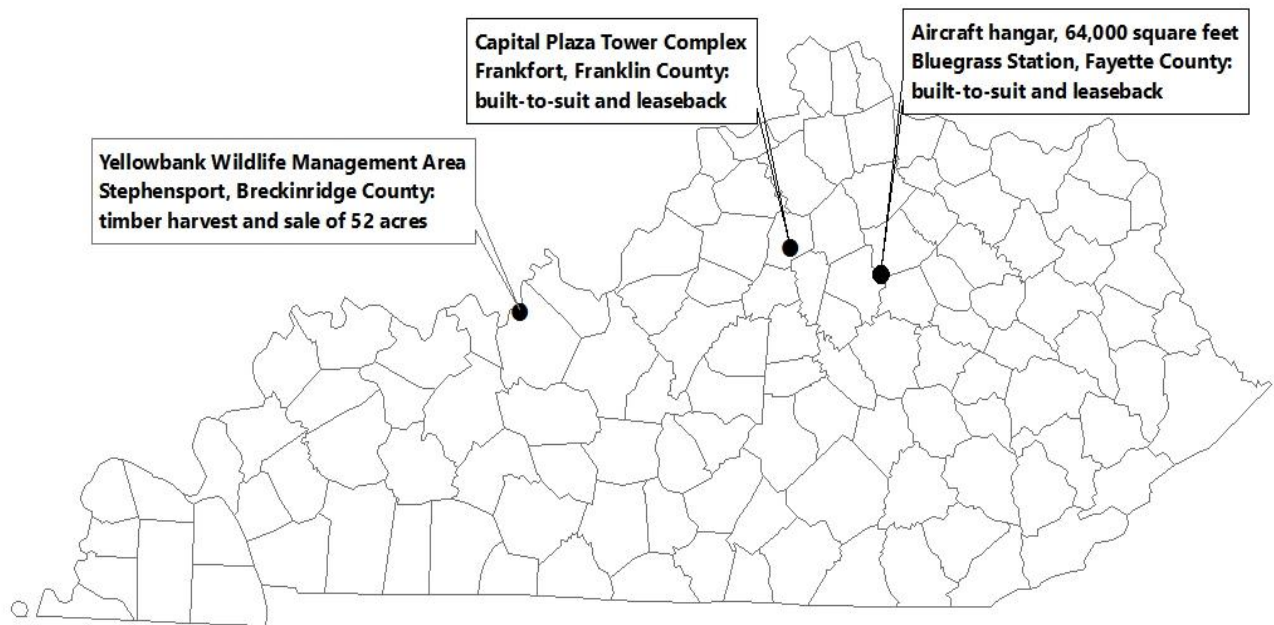 Capital Plaza Tower Complex
Frankfort, Franklin County:
built-to-suit and leaseback
Aircraft hangar, 64,000 square feet
Bluegrass Station, Fayette County:
built-to-suit and leaseback
Yellowbank Wildlife Management Area
Stephensport, Breckinridge County:
timber harvest and sale of 52 acres